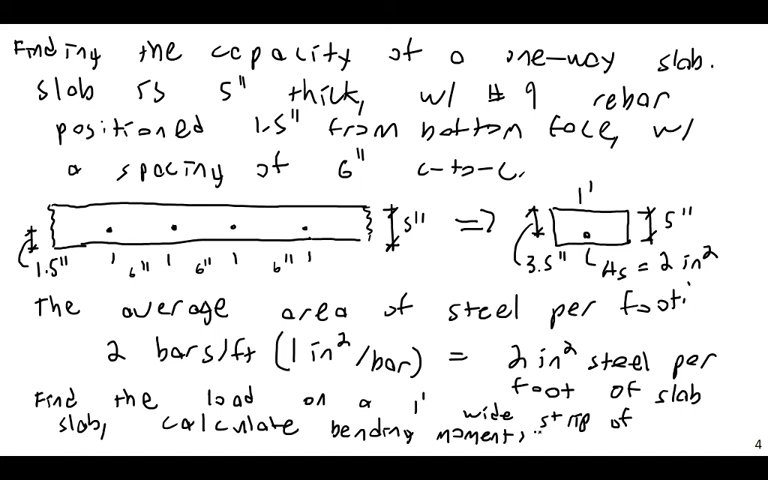 Finding the capacity of a one-way slab.
slab is 5" thick, w/ #9 rebar
positioned 1.5" from bottom face, w/
a spacing of 6" c-to-c.
1'
5" => 5"
1.5" 6" 6" 6" 3.5" As = 2 in²
The average area of steel per foot:
2 bars/ft (1 in²/bar) = 2 in² steel per
foot of slab
Find the load on a 1' wide strip of
slab, calculate bending moment, ..
4